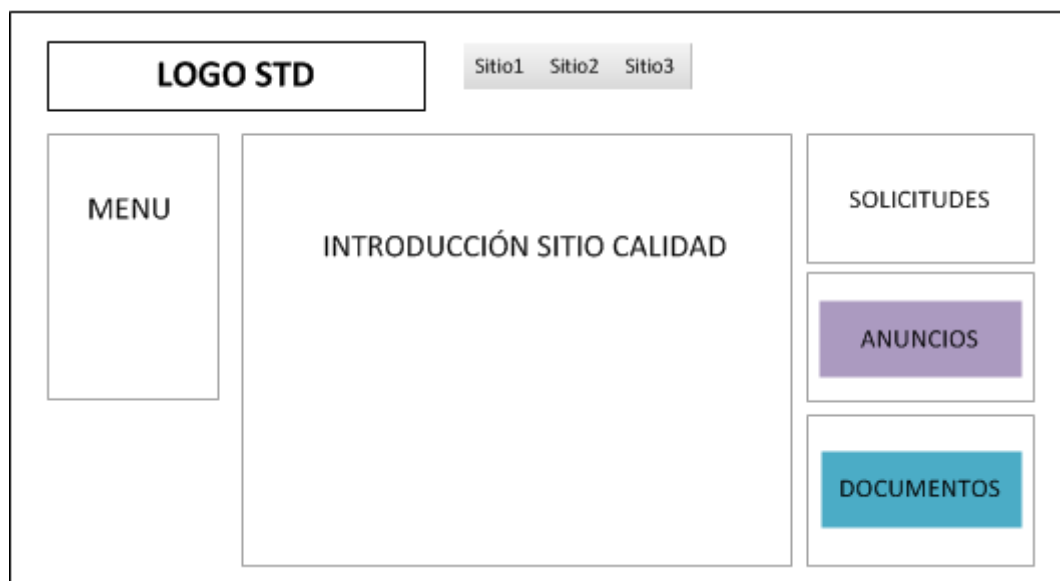 LOGO STD
Sitio1 Sitio2 Sitio3
MENU
INTRODUCCIÓN SITIO CALIDAD
SOLICITUDES
ANUNCIOS
DOCUMENTOS